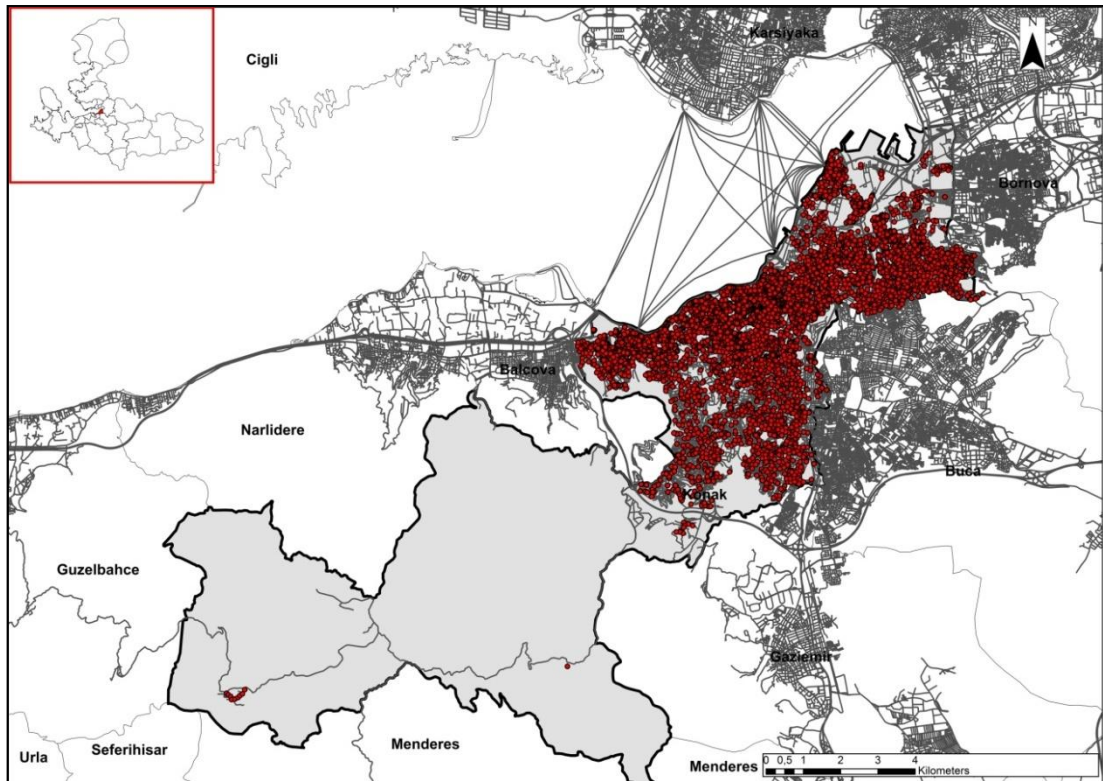 Karsiyaka
Cigli
N
Bornova
Balcova
Narlidere
Buca
Konak
Guzelbahce
Gaziemir
Menderes
Seferihisar
Urla
Menderes
0 0,5 1 2 3 4
Kilometers